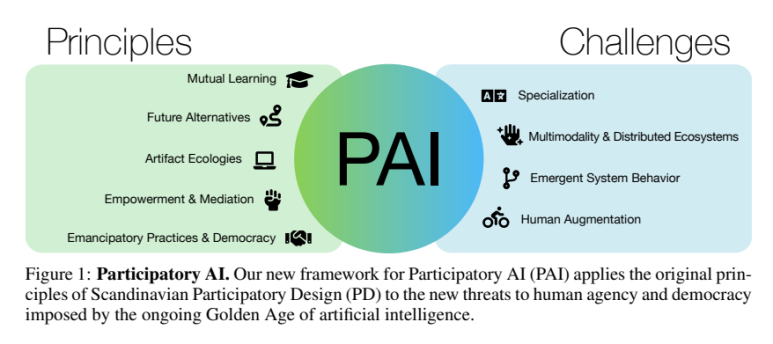 Principles
Challenges
Mutual Learning
Future Alternatives
Artifact Ecologies
Empowerment & Mediation
Emancipatory Practices & Democracy
PAI
Specialization
Multimodality & Distributed Ecosystems
Emergent System Behavior
Human Augmentation
Figure 1: Participatory AI. Our new framework for Participatory AI (PAI) applies the original prin-
ciples of Scandinavian Participatory Design (PD) to the new threats to human agency and democracy
imposed by the ongoing Golden Age of artificial intelligence.